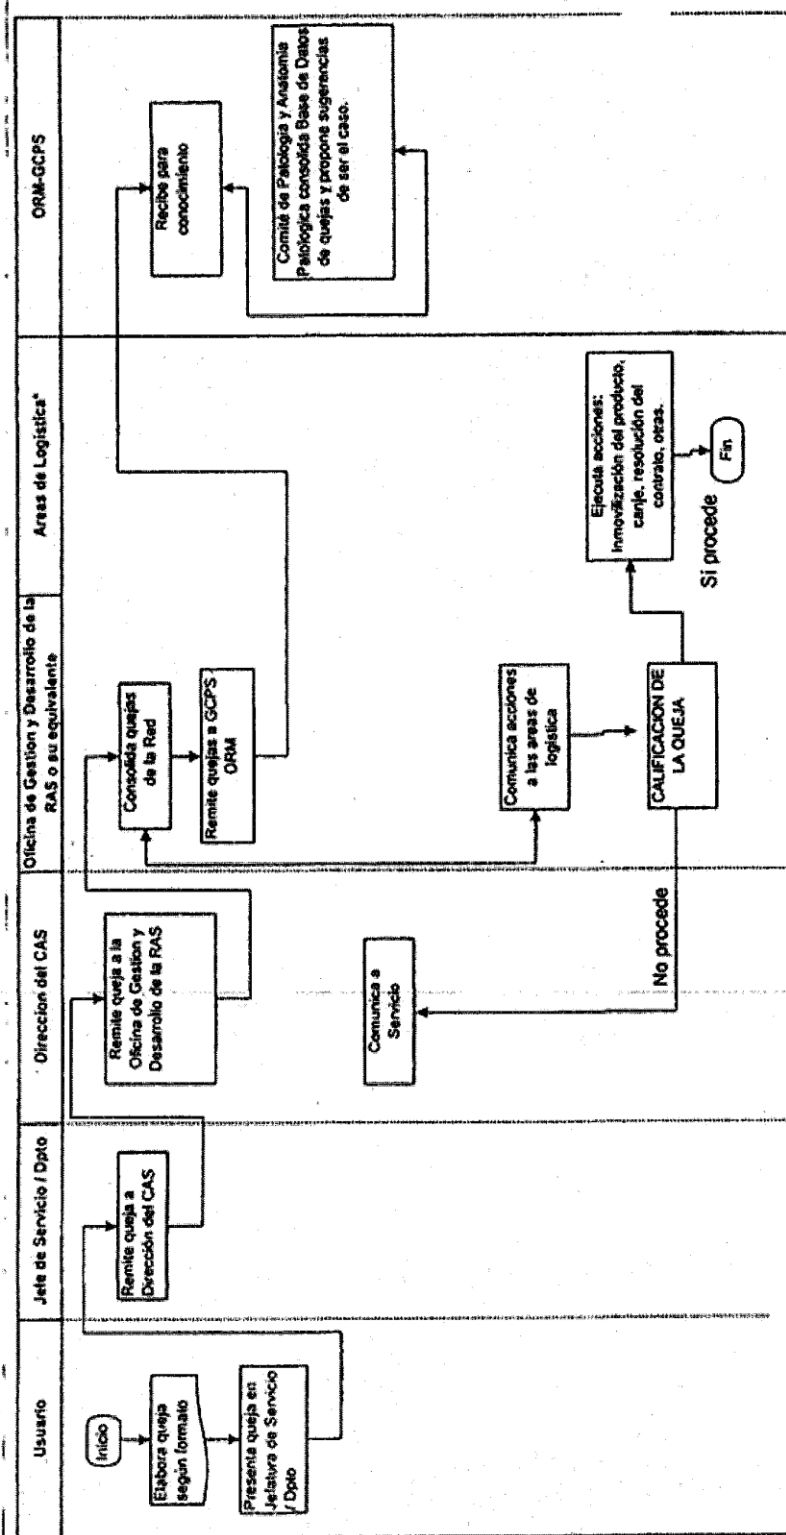 Usuario
Jefe de Servicio / Dpto
Direccion del CAS
Oficina de Gestion y Desarrollo de la
RAS o su equivalente
Areas de Logistica*
ORM-GCPS
Inicio
Elabora queja
según formato
Presenta queja en
Jefatura de Servicio
/ Dpto
Remite queja a
Dirección del CAS
Remite queja a la
Oficina de Gestion y
Desarrollo de la RAS
Consolida quejas
de la Red
Remite quejas a GCPS
ORM
Recibe para
conocimiento
Comité de Patología y Anatomia
Patologica consolida Base de Datos
de quejas y propone sugerencias
de ser el caso.
Comunica a
Servicio
Comunica acciones
a las areas de
logistica
CALIFICACION DE
LA QUEJA
No procede
Ejecuta acciones:
Inmovilización del producto,
canje, resolución del
contrato, otras.
Si procede
Fin